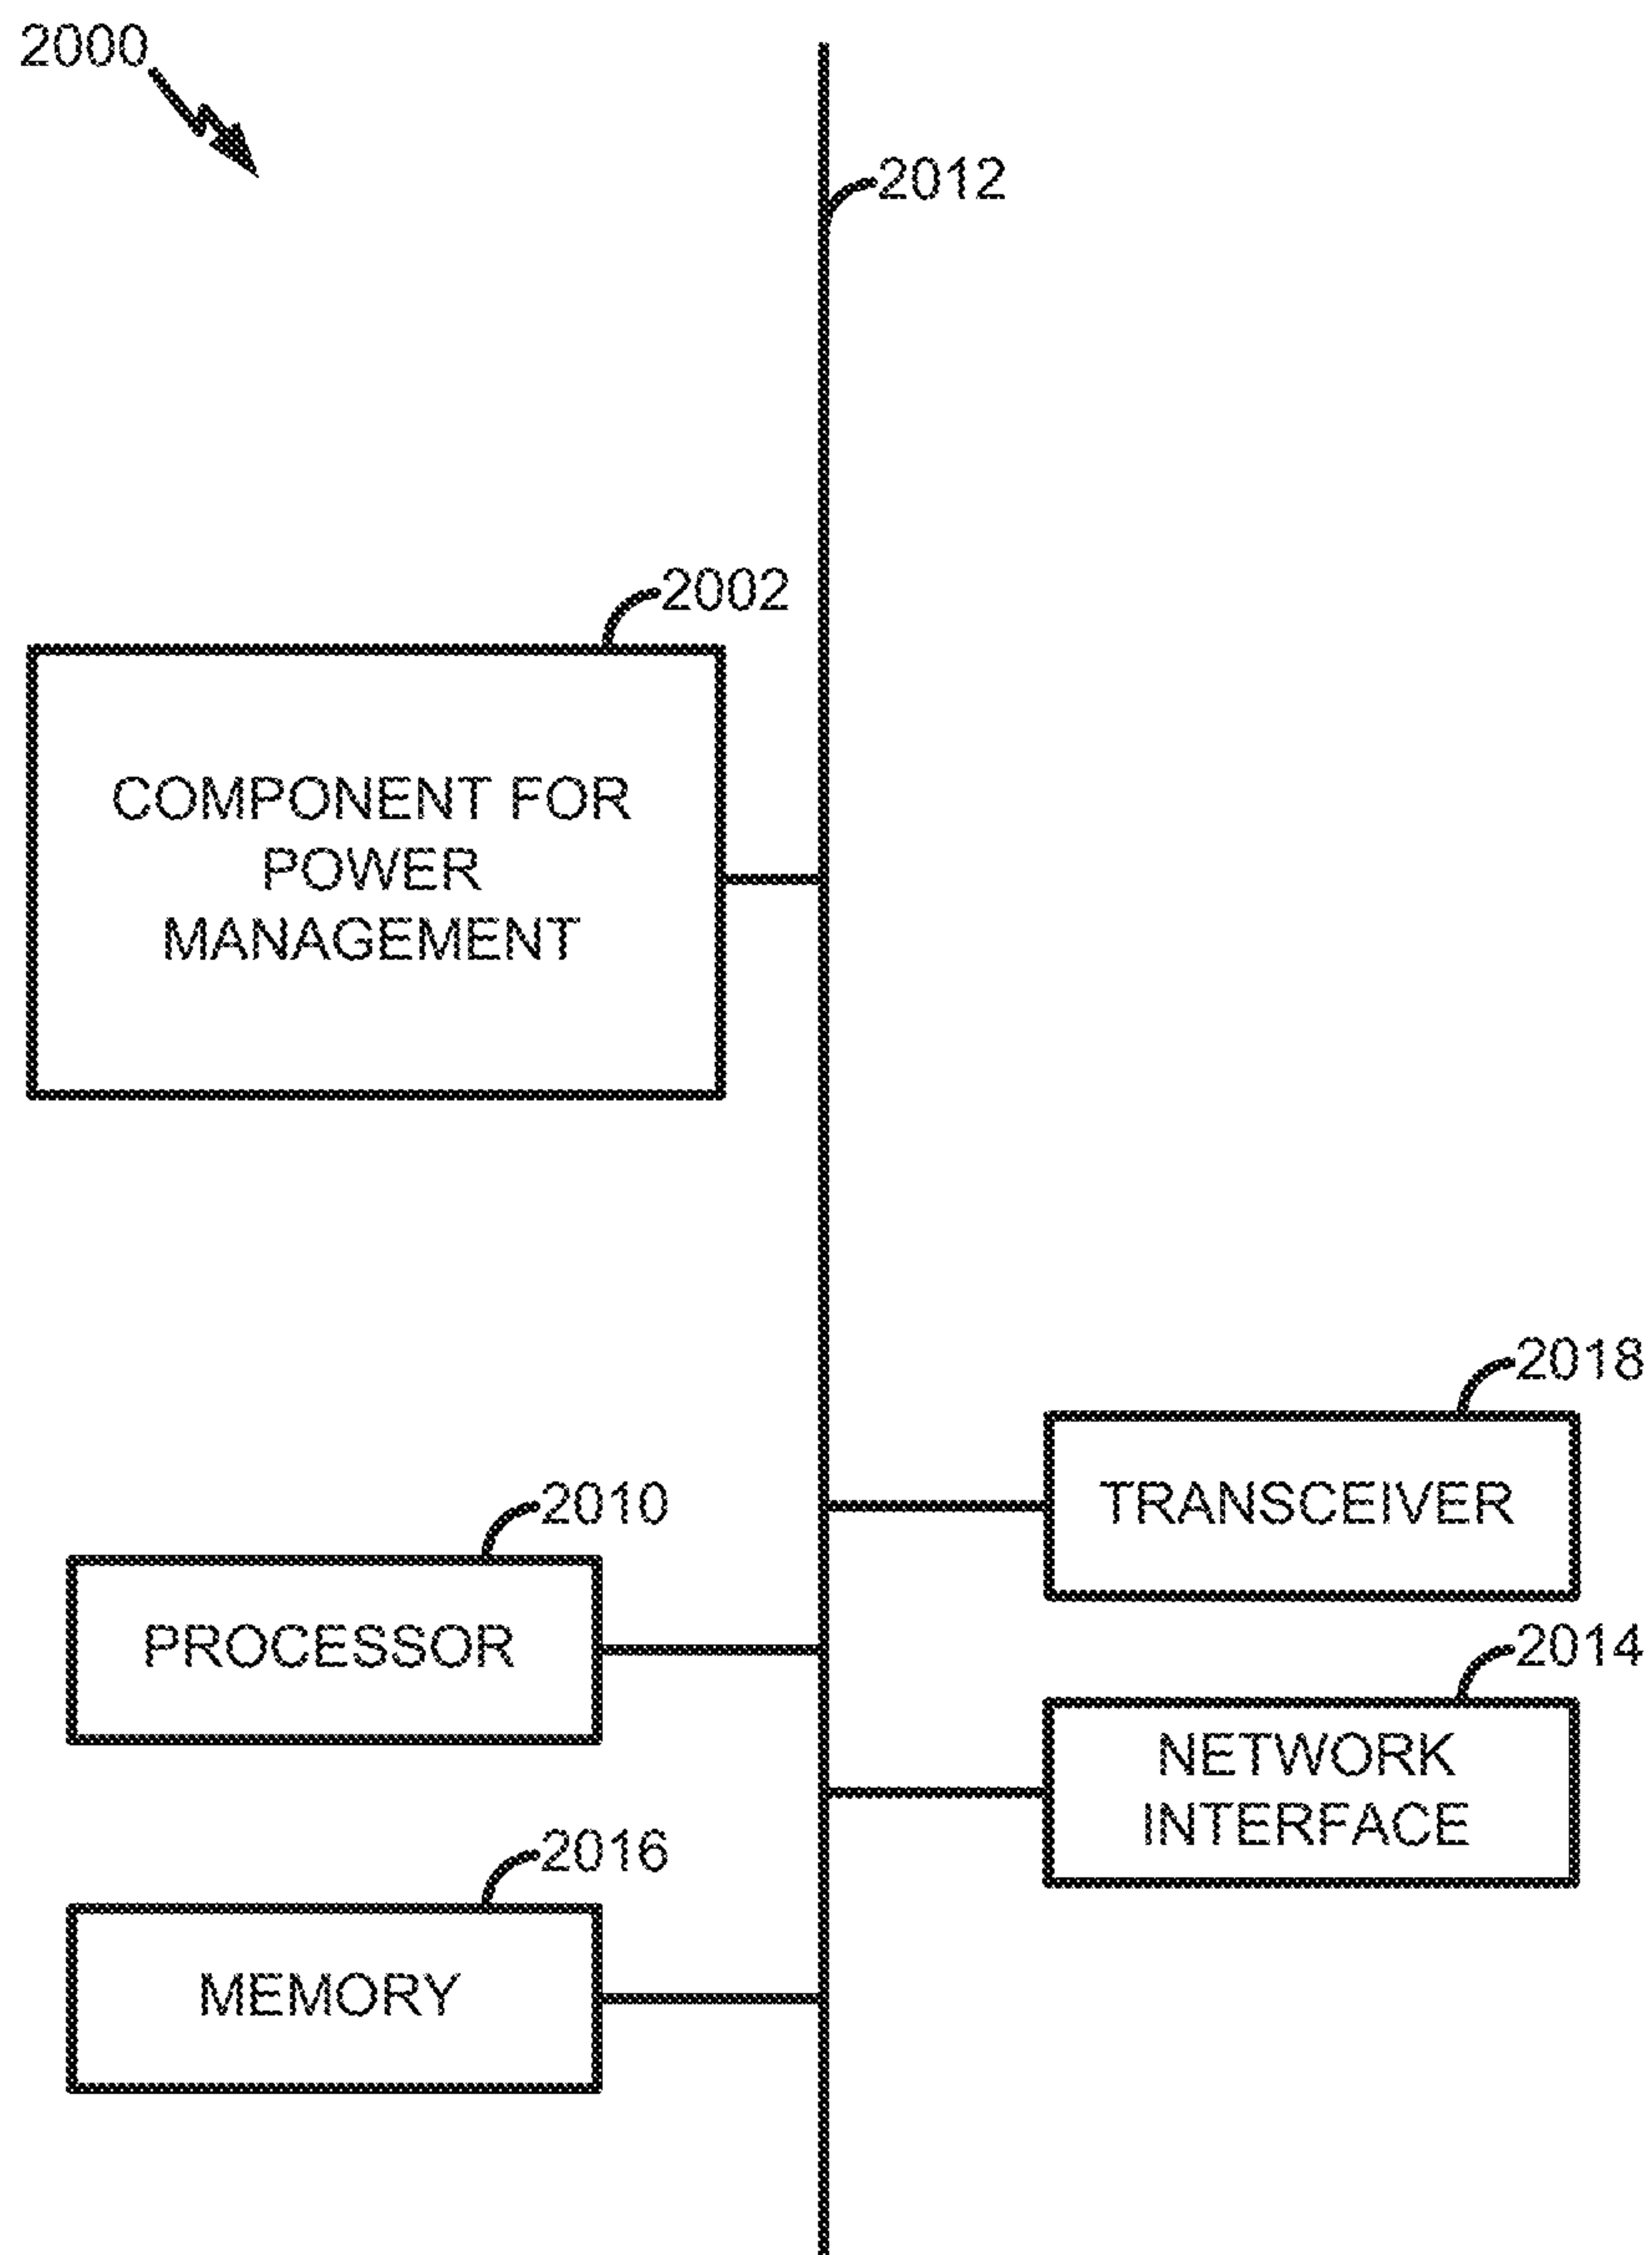 2000
2012
2002
COMPONENT FOR
POWER
MANAGEMENT
2018
TRANSCEIVER
2010
PROCESSOR
2014
NETWORK
INTERFACE
2016
MEMORY